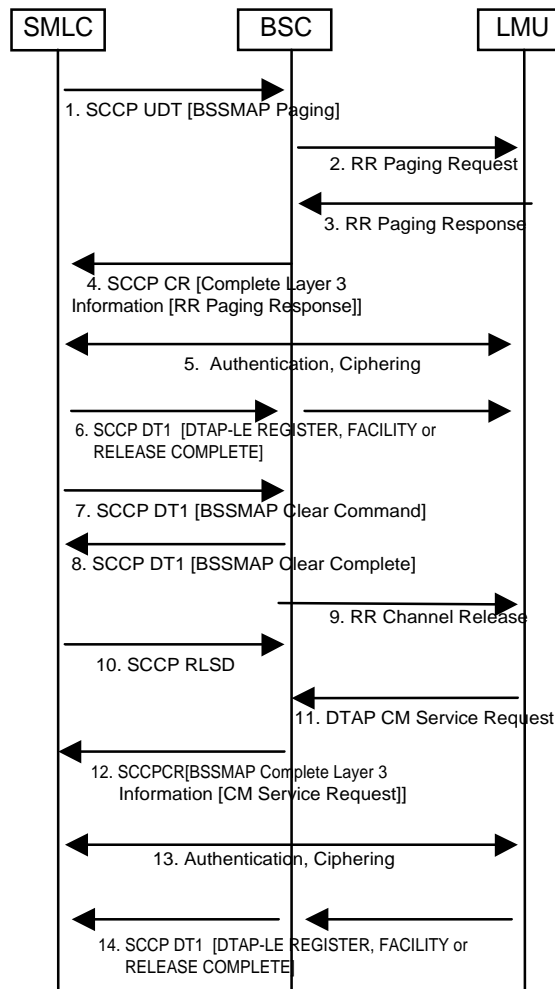 SMLC BSC LMU
1. SCCP UDT [BSSMAP Paging]
2. RR Paging Request
3. RR Paging Response
4. SCCP CR [Complete Layer 3
Information [RR Paging Response]]
5. Authentication, Ciphering
6. SCCP DT1 [DTAP-LE REGISTER, FACILITY or
RELEASE COMPLETE]
7. SCCP DT1 [BSSMAP Clear Command]
8. SCCP DT1 [BSSMAP Clear Complete]
9. RR Channel Release
10. SCCP RLSD
11. DTAP CM Service Request
12. SCCPCR[BSSMAP Complete Layer 3
Information [CM Service Request]]
13. Authentication, Ciphering
14. SCCP DT1 [DTAP-LE REGISTER, FACILITY or
RELEASE COMPLETE]